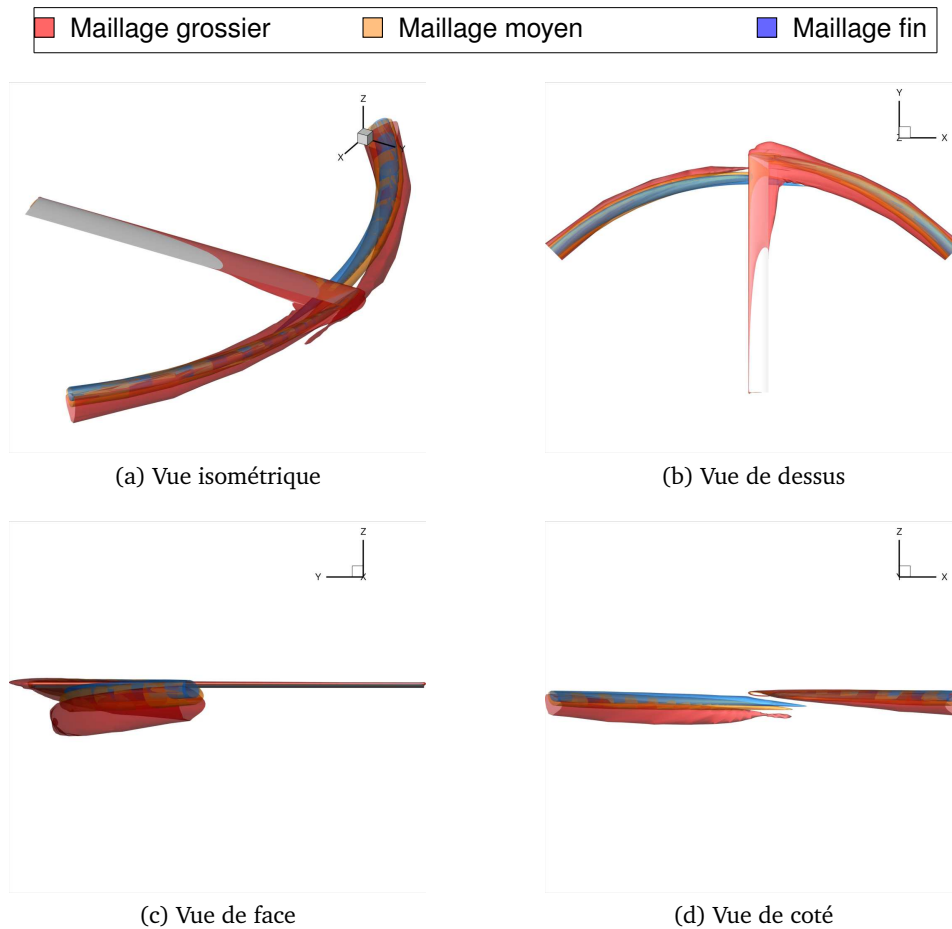 Maillage grossier Maillage moyen Maillage fin
Z
X
Y
Y
Z
X
(a) Vue isométrique
(b) Vue de dessus
Z
Y
X
Z
Y
X
(c) Vue de face
(d) Vue de coté